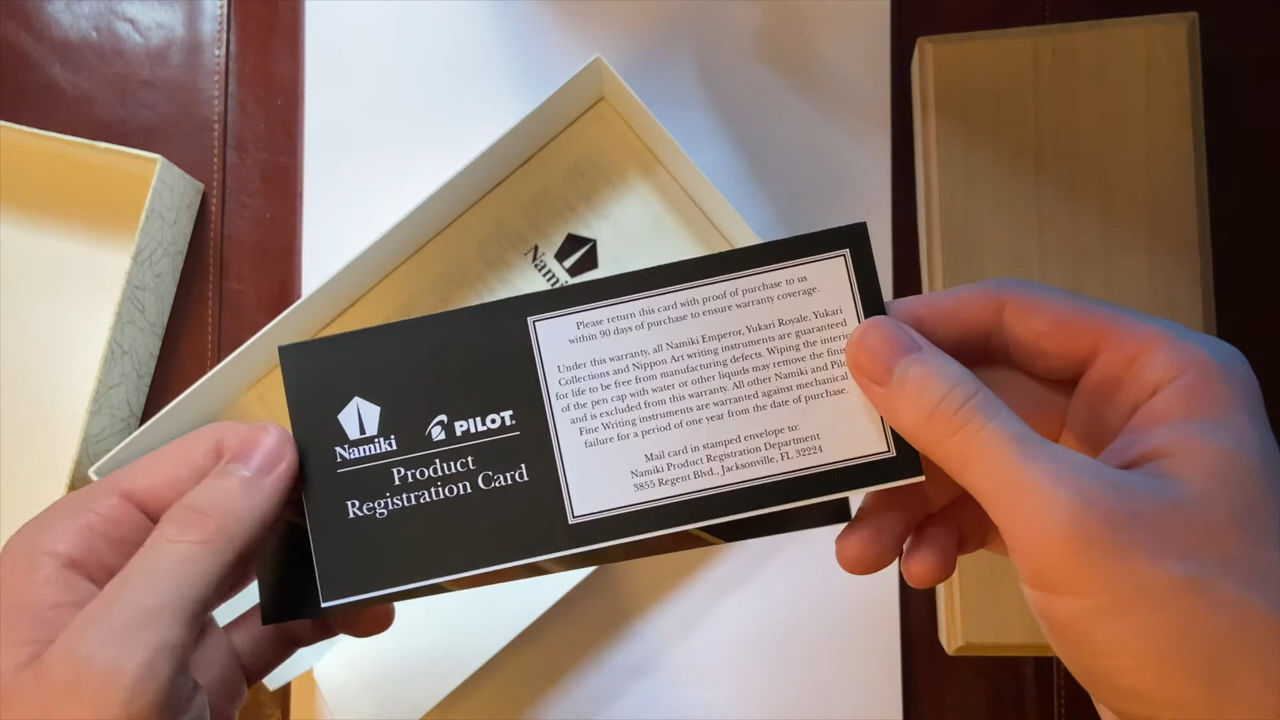 Nami
Namiki
PILOT
Product
Registration Card
Please return this card with proof of purchase to us
within 90 days of purchase to ensure warranty coverage.
Under this warranty, all Namiki Emperor, Yukari Royale, Yukari
Collections and Nippon Art writing instruments are guaranteed
for life to be free from manufacturing defects. Wiping the interio
of the pen cap with water or other liquids may remove the finis
and is excluded from this warranty. All other Namiki and Pilo
Fine Writing instruments are warranted against mechanical
failure for a period of one year from the date of purchase.
Mail card in stamped envelope to:
Namiki Product Registration Department
3855 Regent Blvd., Jacksonville, FL 32224